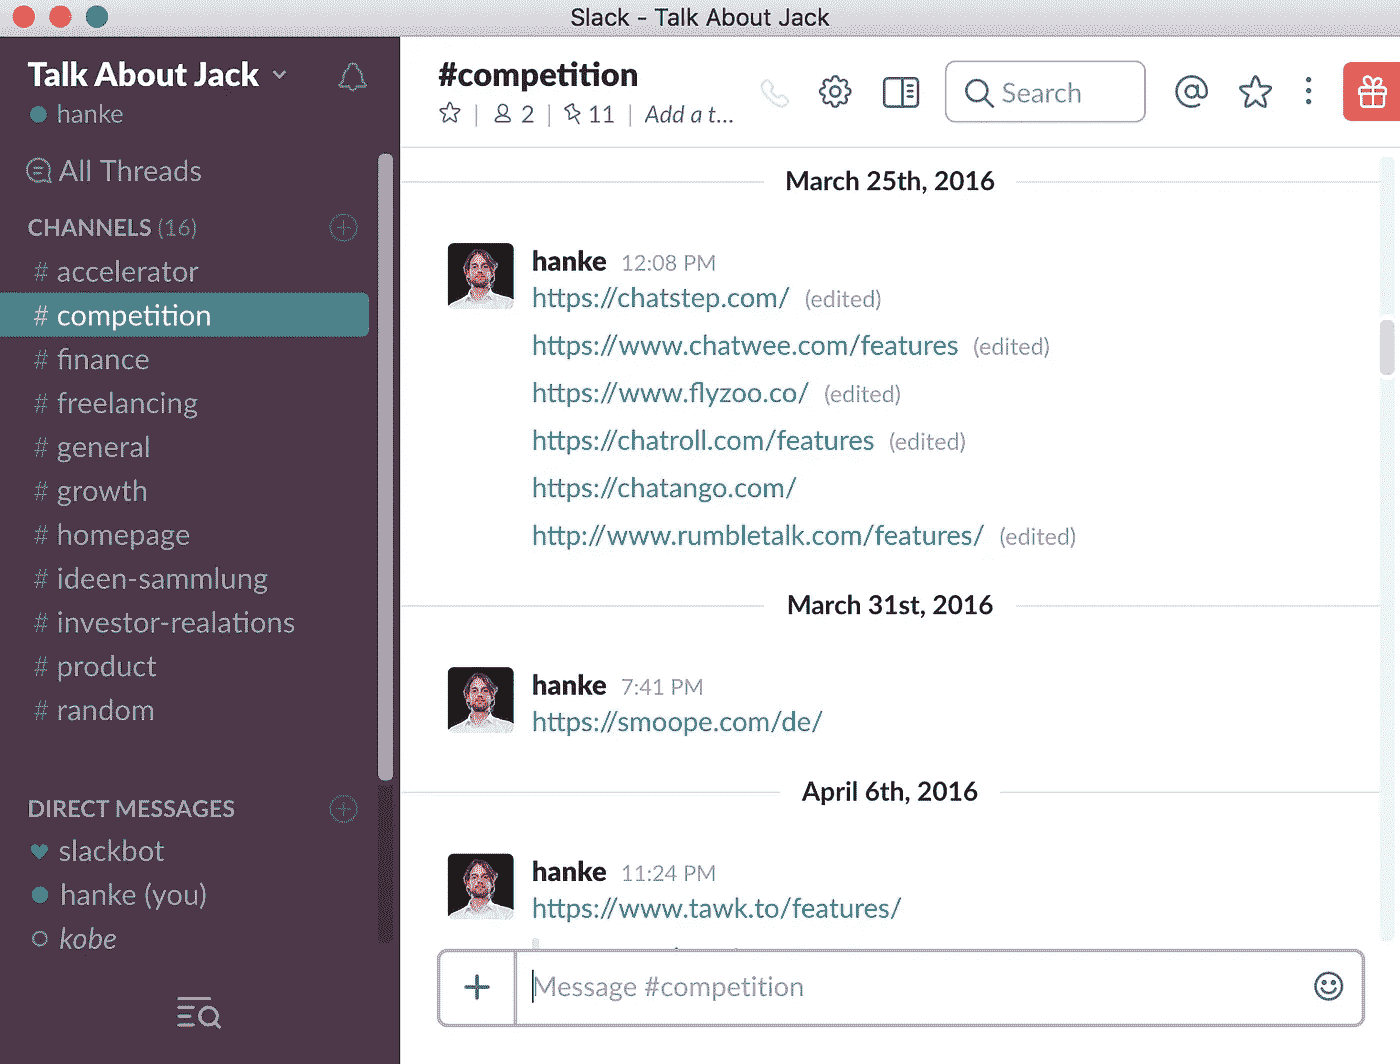 Slack - Talk About Jack
Talk About Jack
hanke
All Threads
CHANNELS (16)
# accelerator
# competition
# finance
# freelancing
# general
# growth
# homepage
# ideen-sammlung
# investor-realations
# product
# random
DIRECT MESSAGES
slackbot
hanke (you)
kobe
#competition
2 | 11 | Add a t...
Search
March 25th, 2016
hanke 12:08 PM
https://chatstep.com/ (edited)
https://www.chatwee.com/features (edited)
https://www.flyzoo.co/ (edited)
https://chatroll.com/features (edited)
https://chatango.com/
http://www.rumbletalk.com/features/ (edited)
March 31st, 2016
hanke 7:41 PM
https://smoope.com/de/
April 6th, 2016
hanke 11:24 PM
https://www.tawk.to/features/
Message #competition